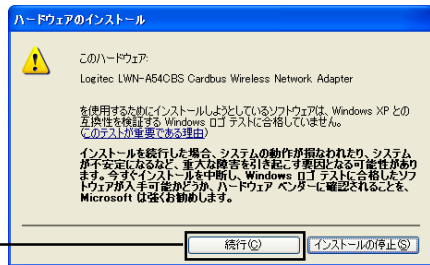 ハードウェアのインストール
このハードウェア:
Logitec LWN-A54CBS Cardbus Wireless Network Adapter
を使用するためにインストールしようとしているソフトウェアは、Windows XP との
互換性を検証する Windows ロゴ テストに合格していません。
(このテストが重要である理由)
インストールを続行した場合、システムの動作が損なわれたり、システム
が不安定になるなど、重大な障害を引き起こす要因となる可能性があり
ます。今すぐインストールを中断し、Windows ロゴ テストに合格したソフ
トウェアが入手可能かどうか、ハードウェア ベンダーに確認されることを、
Microsoft は強くお勧めします。
続行(C)
インストールの停止(S)